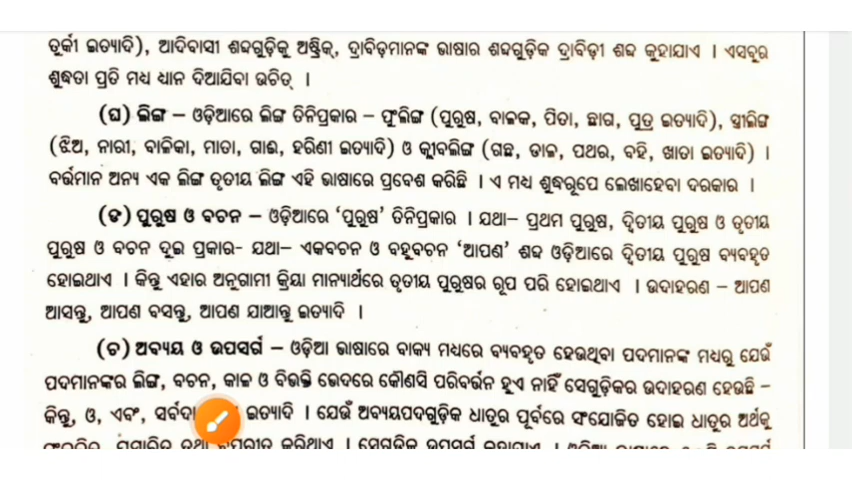 ତୁର୍କୀ ଇତ୍ୟାଦି), ଆଦିବାସୀ ଶବ୍ଦଗୁଡ଼ିକୁ ଅଷ୍ଟ୍ରିକ୍, ଦ୍ରାବିଡ଼ମାନଙ୍କ ଭାଷାର ଶବ୍ଦଗୁଡ଼ିକ ଦ୍ରାବିଡ଼ୀ ଶବ୍ଦ କୁହାଯାଏ । ଏସବୁର
ଶୁଦ୍ଧତା ପ୍ରତି ମଧ୍ୟ ଧ୍ୟାନ ଦିଆଯିବା ଉଚିତ୍ ।
(ଘ) ଲିଙ୍ଗ – ଓଡ଼ିଆରେ ଲିଙ୍ଗ ତିନିପ୍ରକାର – ପୁଂଲିଙ୍ଗ (ପୁରୁଷ, ବାଳକ, ପିତା, ଛାଗ, ପୁତ୍ର ଇତ୍ୟାଦି), ସ୍ତ୍ରୀଲିଙ୍ଗ
(ଝିଅ, ନାରୀ, ବାଳିକା, ମାତା, ଗାଈ, ହରିଣୀ ଇତ୍ୟାଦି) ଓ କ୍ଲୀବଲିଙ୍ଗ (ଗଛ, ଡାଳ, ପଥର, ବହି, ଖାତା ଇତ୍ୟାଦି) ।
ବର୍ତ୍ତମାନ ଅନ୍ୟ ଏକ ଲିଙ୍ଗ ତୃତୀୟ ଲିଙ୍ଗ ଏହି ଭାଷାରେ ପ୍ରବେଶ କରିଛି । ଏ ମଧ୍ୟ ଶୁଦ୍ଧରୂପେ ଲେଖାହେବା ଦରକାର ।
(ଙ) ପୁରୁଷ ଓ ବଚନ – ଓଡ଼ିଆରେ ‘ପୁରୁଷ’ ତିନିପ୍ରକାର । ଯଥା– ପ୍ରଥମ ପୁରୁଷ, ଦ୍ୱିତୀୟ ପୁରୁଷ ଓ ତୃତୀୟ
ପୁରୁଷ ଓ ବଚନ ଦୁଇ ପ୍ରକାର- ଯଥା– ଏକବଚନ ଓ ବହୁବଚନ ‘ଆପଣ’ ଶବ୍ଦ ଓଡ଼ିଆରେ ଦ୍ୱିତୀୟ ପୁରୁଷ ବ୍ୟବହୃତ
ହୋଇଥାଏ । କିନ୍ତୁ ଏହାର ଅନୁଗାମୀ କ୍ରିୟା ମାନ୍ୟାର୍ଥରେ ତୃତୀୟ ପୁରୁଷର ରୂପ ପରି ହୋଇଥାଏ । ଉଦାହରଣ – ଆପଣ
ଆସନ୍ତୁ, ଆପଣ ବସନ୍ତୁ, ଆପଣ ଯାଆନ୍ତୁ ଇତ୍ୟାଦି ।
(ଚ) ଅବ୍ୟୟ ଓ ଉପସର୍ଗ – ଓଡ଼ିଆ ଭାଷାରେ ବାକ୍ୟ ମଧ୍ୟରେ ବ୍ୟବହୃତ ହେଉଥିବା ପଦମାନଙ୍କ ମଧ୍ୟରୁ ଯେଉଁ
ପଦମାନଙ୍କର ଲିଙ୍ଗ, ବଚନ, କାଳ ଓ ବିଭକ୍ତି ଭେଦରେ କୌଣସି ପରିବର୍ତ୍ତନ ହୁଏ ନାହିଁ ସେଗୁଡ଼ିକର ଉଦାହରଣ ହେଉଛି –
କିନ୍ତୁ, ଓ, ଏବଂ, ସର୍ବଦା ଇତ୍ୟାଦି । ଯେଉଁ ଅବ୍ୟୟପଦଗୁଡ଼ିକ ଧାତୁର ପୂର୍ବରେ ସଂଯୋଜିତ ହୋଇ ଧାତୁର ଅର୍ଥକୁ
ପ୍ରସାରିତ ତଥା ବିପରୀତ କରିଥାଏ । ସେଗୁଡ଼ିକ ଉପସର୍ଗ କୁହାଯାଏ ।